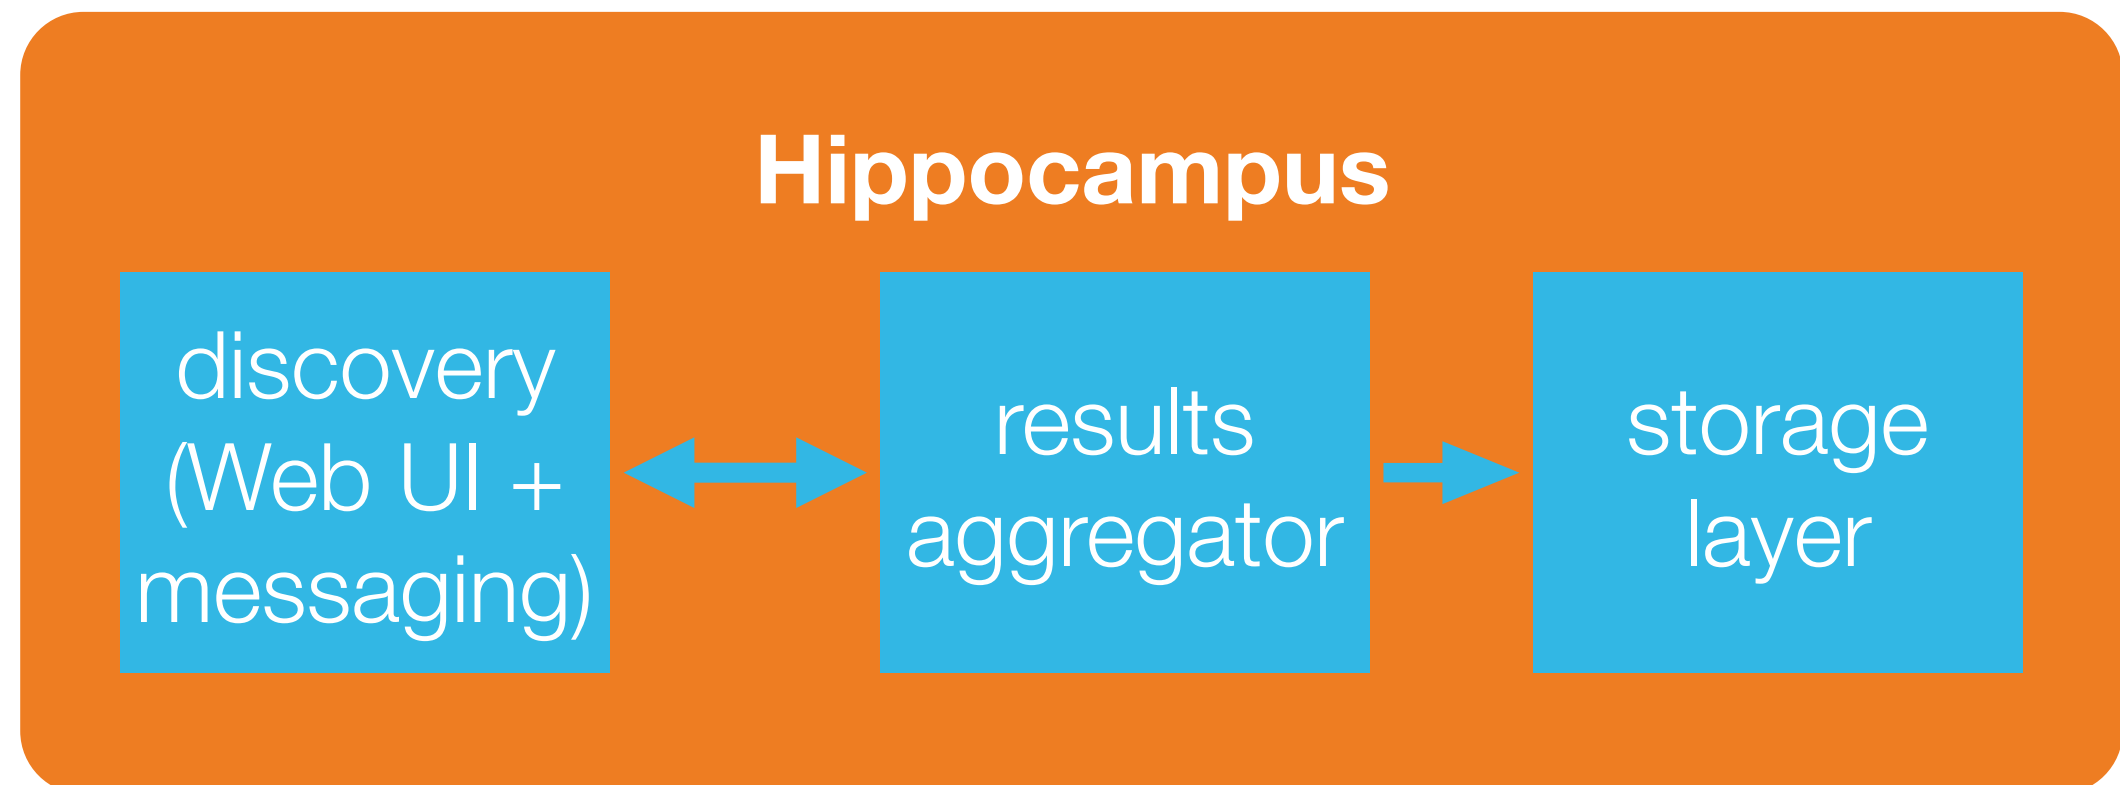 Hippocampus
discovery
(Web UI +
messaging)
results
aggregator
storage
layer